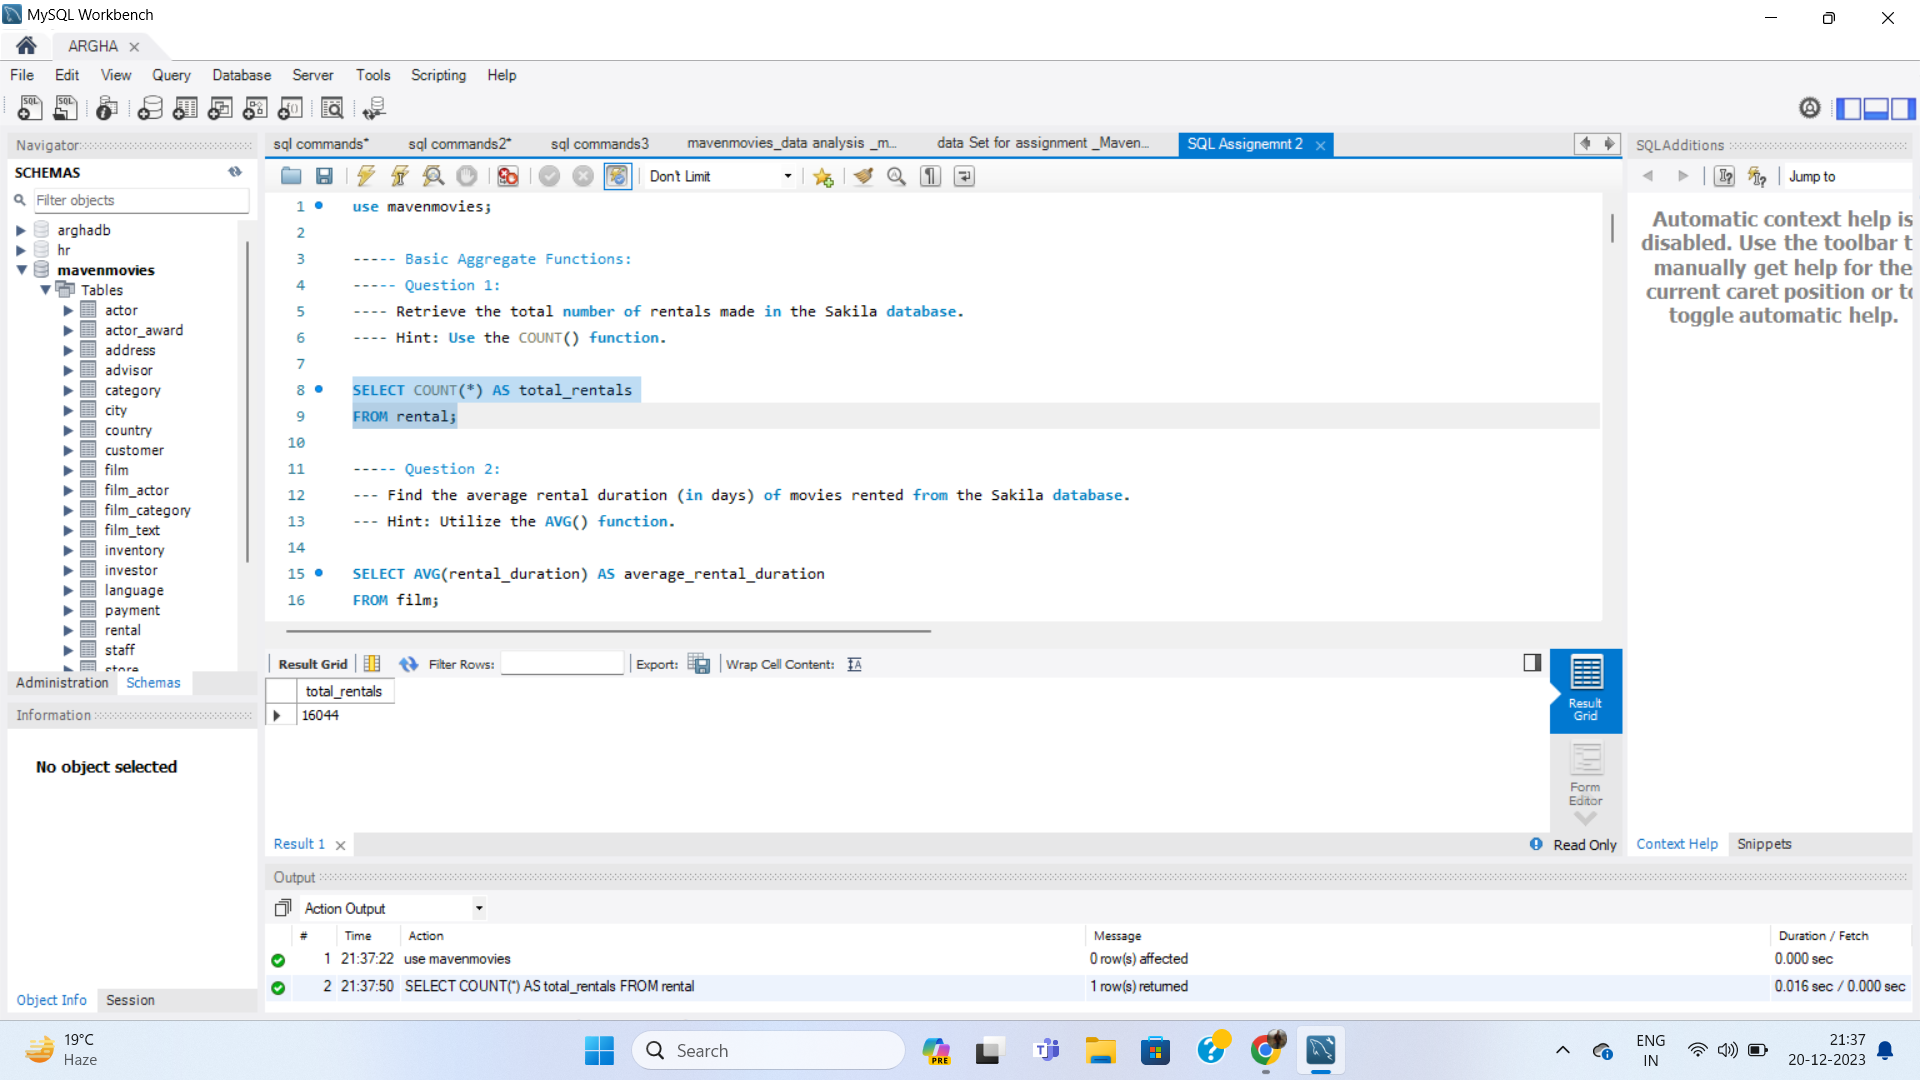 MySQL Workbench
ARGHA
File Edit View Query Database Server Tools Scripting Help
Navigator
SCHEMAS
Filter objects
arghadb
hr
mavenmovies
Tables
actor
actor_award
address
advisor
category
city
country
customer
film
film_actor
film_category
film_text
inventory
investor
language
payment
rental
staff
store
Administration Schemas
Information
No object selected
Object Info Session
sql commands* sql commands2* sql commands3 mavenmovies_data analysis _m... data Set for assignment _Maven... SQL Assignemnt 2
Don't Limit
1 use mavenmovies;
2
3 ----- Basic Aggregate Functions:
4 ----- Question 1:
5 ---- Retrieve the total number of rentals made in the Sakila database.
6 ---- Hint: Use the COUNT() function.
7
8 SELECT COUNT(*) AS total_rentals
9 FROM rental;
10
11 ----- Question 2:
12 --- Find the average rental duration (in days) of movies rented from the Sakila database.
13 --- Hint: Utilize the AVG() function.
14
15 SELECT AVG(rental_duration) AS average_rental_duration
16 FROM film;
Result Grid Filter Rows: Export: Wrap Cell Content:
total_rentals
16044
Result Grid
Form Editor
Result 1
Read Only
SQLAdditions
Jump to
Automatic context help is
disabled. Use the toolbar t
manually get help for the
current caret position or to
toggle automatic help.
Context Help Snippets
Output
Action Output
# Time Action Message Duration / Fetch
1 21:37:22 use mavenmovies 0 row(s) affected 0.000 sec
2 21:37:50 SELECT COUNT(*) AS total_rentals FROM rental 1 row(s) returned 0.016 sec / 0.000 sec
19°C
Haze
Search
PRE
ENG
IN
21:37
20-12-2023